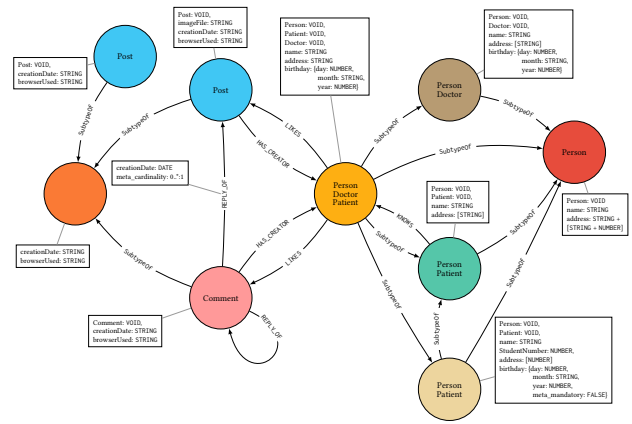 Post: VOID,
imageFile: STRING
creationDate: STRING
browserUsed: STRING
Person: VOID,
Patient: VOID,
Doctor: VOID,
name: STRING
address: STRING
birthday: {day: NUMBER,
month: STRING,
year: NUMBER}
Person: VOID,
Doctor: VOID,
name: STRING
address: [STRING]
birthday: {day: NUMBER,
month: STRING,
year: NUMBER}
Post: VOID,
creationDate: STRING
browserUsed: STRING
Post
Post
Person
Doctor
SubtypeOf
SubtypeOf
LIKES
HAS_CREATOR
SubtypeOf
SubtypeOf
SubtypeOf
Person
creationDate: DATE
meta_cardinality: 0..*:1
REPLY_OF
Person
Doctor
Patient
Person: VOID,
Patient: VOID,
name: STRING
address: [STRING]
Person: VOID
name: STRING
address: STRING +
[STRING + NUMBER]
KNOWS
SubtypeOf
SubtypeOf
HAS_CREATOR
LIKES
creationDate: STRING
browserUsed: STRING
SubtypeOf
Person
Patient
SubtypeOf
SubtypeOf
Comment
Comment: VOID,
creationDate: STRING
browserUsed: STRING
REPLY_OF
SubtypeOf
Person: VOID,
Patient: VOID,
name: STRING
StudentNumber: NUMBER,
address: [NUMBER]
birthday: {day: NUMBER,
month: STRING,
year: NUMBER,
meta_mandatory: FALSE}
Person
Patient